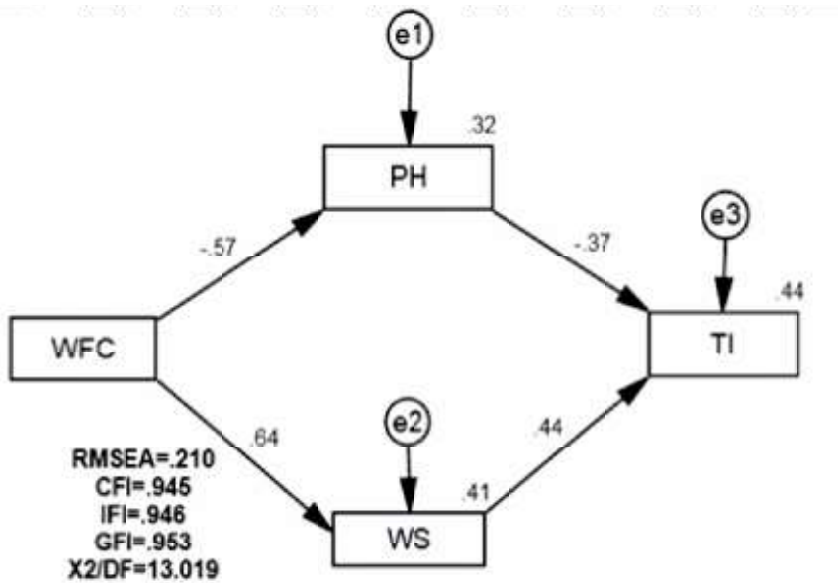 e1
.32
PH
-.57
-.37
e3
.44
WFC
TI
.64
e2
.44
.41
WS
RMSEA=.210
CFI=.945
IFI=.946
GFI=.953
X2/DF=13.019